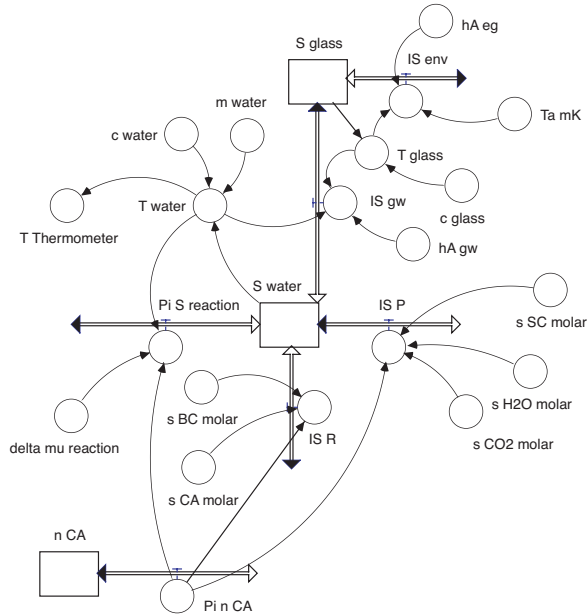 hA eg
S glass
IS env
m water
c water
Ta mK
T glass
T water
IS gw
T Thermometer
c glass
hA gw
S water
Pi S reaction
IS P
s SC molar
s BC molar
s H2O molar
delta mu reaction
IS R
s CO2 molar
s CA molar
n CA
Pi n CA